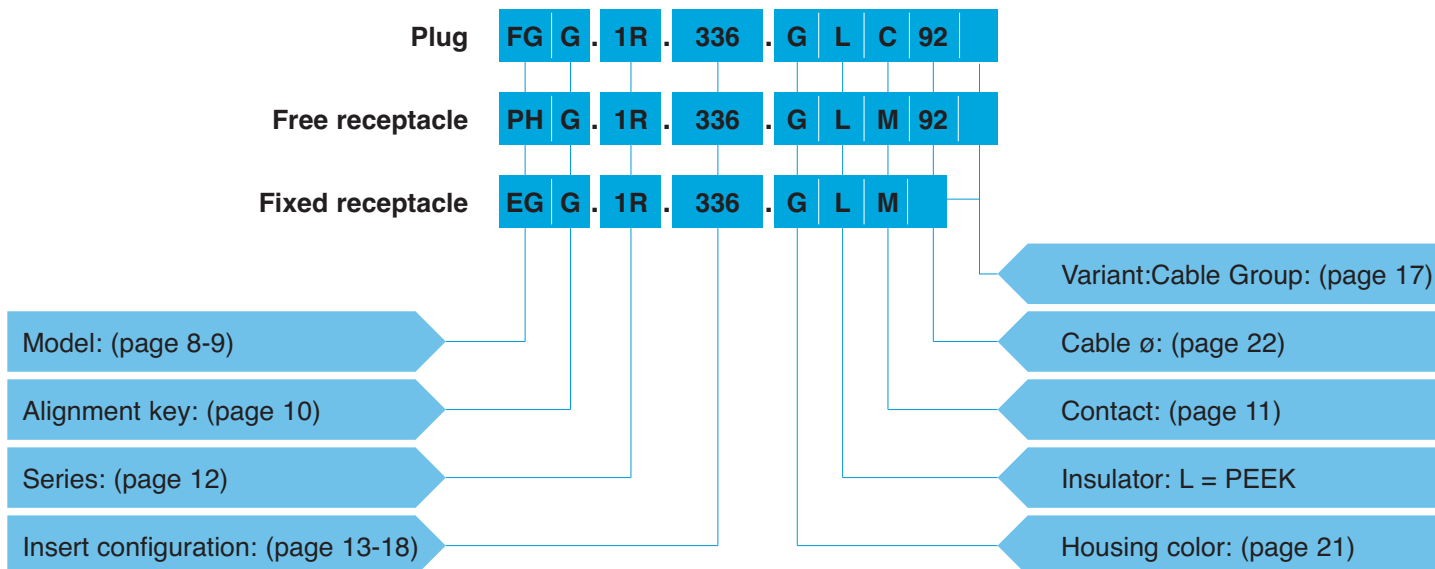 Plug FG G . 1R . 336 . G L C 92
Free receptacle PH G . 1R . 336 . G L M 92
Fixed receptacle EG G . 1R . 336 . G L M
Variant:Cable Group: (page 17)
Model: (page 8-9)
Cable ø: (page 22)
Alignment key: (page 10)
Contact: (page 11)
Series: (page 12)
Insulator: L = PEEK
Insert configuration: (page 13-18)
Housing color: (page 21)